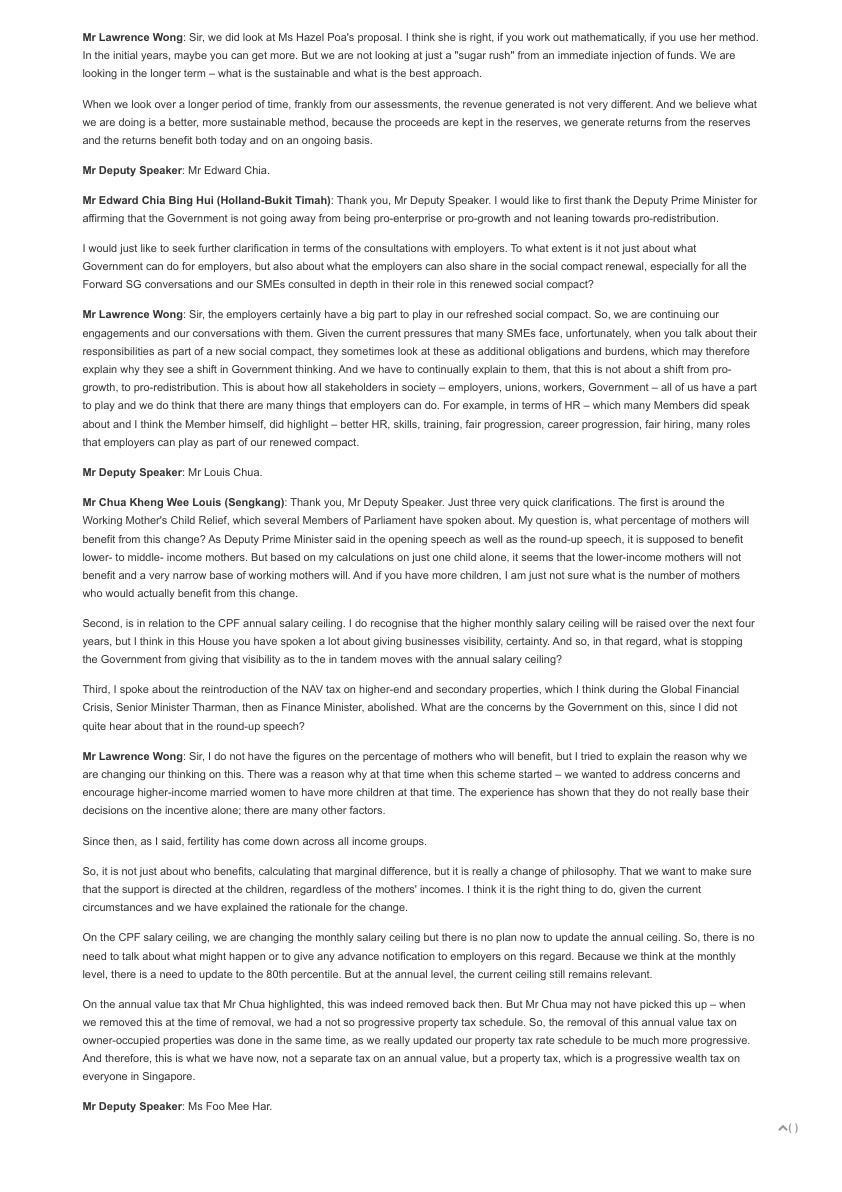 Mr Lawrence Wong: Sir, we did look at Ms Hazel Poa's proposal. I think she is right, if you work out mathematically, if you use her method.
In the initial years, maybe you can get more. But we are not looking at just a "sugar rush" from an immediate injection of funds. We are
looking in the longer term – what is the sustainable and what is the best approach.
When we look over a longer period of time, frankly from our assessments, the revenue generated is not very different. And we believe what
we are doing is a better, more sustainable method, because the proceeds are kept in the reserves, we generate returns from the reserves
and the returns benefit both today and on an ongoing basis.
Mr Deputy Speaker: Mr Edward Chia.
Mr Edward Chia Bing Hui (Holland-Bukit Timah): Thank you, Mr Deputy Speaker. I would like to first thank the Deputy Prime Minister for
affirming that the Government is not going away from being pro-enterprise or pro-growth and not leaning towards pro-redistribution.
I would just like to seek further clarification in terms of the consultations with employers. To what extent is it not just about what
Government can do for employers, but also about what the employers can also share in the social compact renewal, especially for all the
Forward SG conversations and our SMEs consulted in depth in their role in this renewed social compact?
Mr Lawrence Wong: Sir, the employers certainly have a big part to play in our refreshed social compact. So, we are continuing our
engagements and our conversations with them. Given the current pressures that many SMEs face, unfortunately, when you talk about their
responsibilities as part of a new social compact, they sometimes look at these as additional obligations and burdens, which may therefore
explain why they see a shift in Government thinking. And we have to continually explain to them, that this is not about a shift from pro-
growth, to pro-redistribution. This is about how all stakeholders in society – employers, unions, workers, Government – all of us have a part
to play and we do think that there are many things that employers can do. For example, in terms of HR – which many Members did speak
about and I think the Member himself, did highlight – better HR, skills, training, fair progression, career progression, fair hiring, many roles
that employers can play as part of our renewed compact.
Mr Deputy Speaker: Mr Louis Chua.
Mr Chua Kheng Wee Louis (Sengkang): Thank you, Mr Deputy Speaker. Just three very quick clarifications. The first is around the
Working Mother's Child Relief, which several Members of Parliament have spoken about. My question is, what percentage of mothers will
benefit from this change? As Deputy Prime Minister said in the opening speech as well as the round-up speech, it is supposed to benefit
lower- to middle- income mothers. But based on my calculations on just one child alone, it seems that the lower-income mothers will not
benefit and a very narrow base of working mothers will. And if you have more children, I am just not sure what is the number of mothers
who would actually benefit from this change.
Second, is in relation to the CPF annual salary ceiling. I do recognise that the higher monthly salary ceiling will be raised over the next four
years, but I think in this House you have spoken a lot about giving businesses visibility, certainty. And so, in that regard, what is stopping
the Government from giving that visibility as to the in tandem moves with the annual salary ceiling?
Third, I spoke about the reintroduction of the NAV tax on higher-end and secondary properties, which I think during the Global Financial
Crisis, Senior Minister Tharman, then as Finance Minister, abolished. What are the concerns by the Government on this, since I did not
quite hear about that in the round-up speech?
Mr Lawrence Wong: Sir, I do not have the figures on the percentage of mothers who will benefit, but I tried to explain the reason why we
are changing our thinking on this. There was a reason why at that time when this scheme started – we wanted to address concerns and
encourage higher-income married women to have more children at that time. The experience has shown that they do not really base their
decisions on the incentive alone; there are many other factors.
Since then, as I said, fertility has come down across all income groups.
So, it is not just about who benefits, calculating that marginal difference, but it is really a change of philosophy. That we want to make sure
that the support is directed at the children, regardless of the mothers' incomes. I think it is the right thing to do, given the current
circumstances and we have explained the rationale for the change.
On the CPF salary ceiling, we are changing the monthly salary ceiling but there is no plan now to update the annual ceiling. So, there is no
need to talk about what might happen or to give any advance notification to employers on this regard. Because we think at the monthly
level, there is a need to update to the 80th percentile. But at the annual level, the current ceiling still remains relevant.
On the annual value tax that Mr Chua highlighted, this was indeed removed back then. But Mr Chua may not have picked this up – when
we removed this at the time of removal, we had a not so progressive property tax schedule. So, the removal of this annual value tax on
owner-occupied properties was done in the same time, as we really updated our property tax rate schedule to be much more progressive.
And therefore, this is what we have now, not a separate tax on an annual value, but a property tax, which is a progressive wealth tax on
everyone in Singapore.
Mr Deputy Speaker: Ms Foo Mee Har.
( )